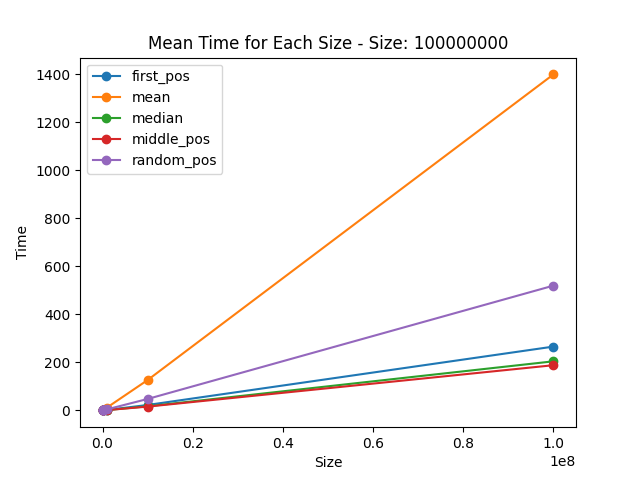 Mean Time for Each Size - Size: 100000000
first_pos
mean
median
middle_pos
random_pos
1400
1200
1000
800
600
400
200
0
Time
0.0 0.2 0.4 0.6 0.8 1.0
1e8
Size